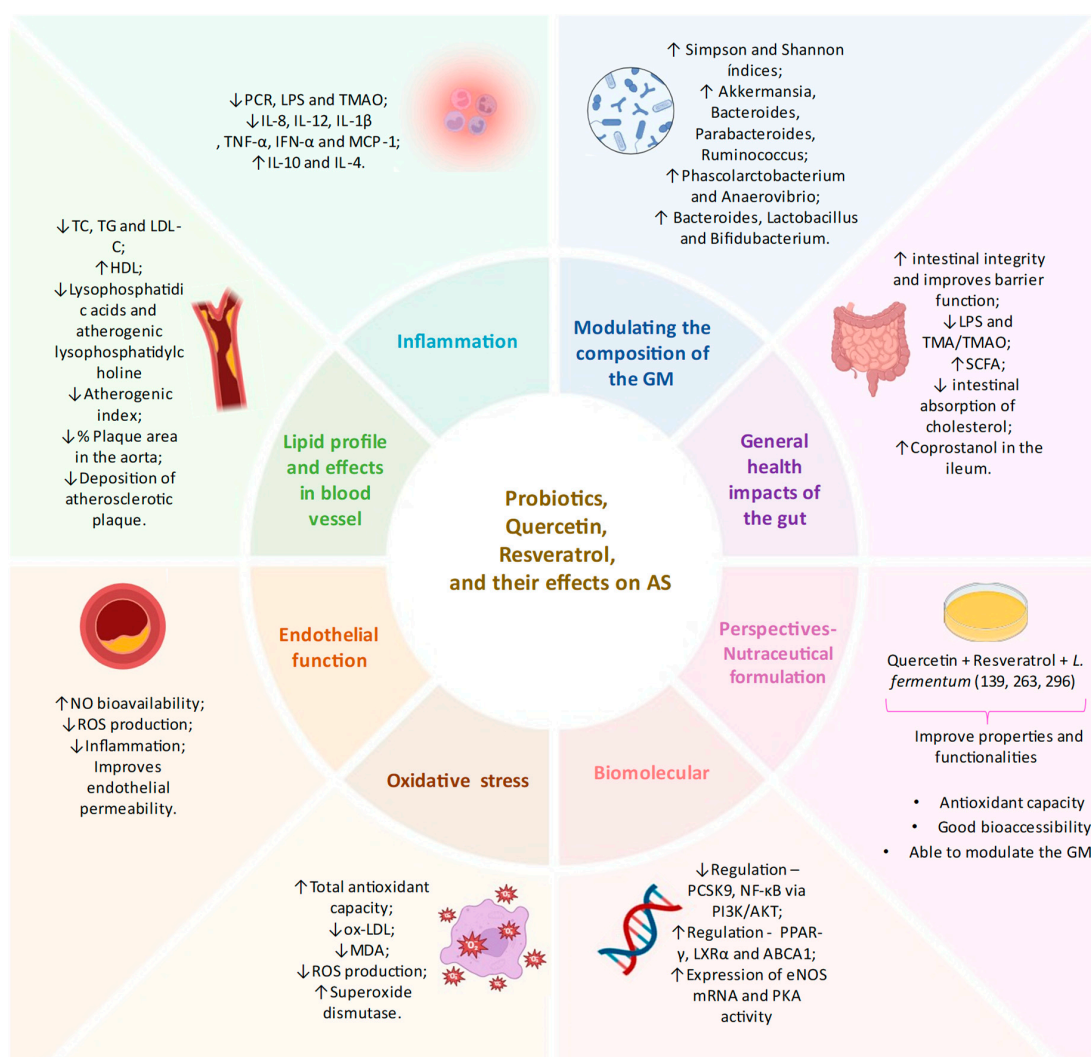 ↓PCR, LPS and TMAO;
↓IL-8, IL-12, IL-1β
, TNF-α, IFN-α and MCP-1;
↑IL-10 and IL-4.
↑ Simpson and Shannon
índices;
↑ Akkermansia,
Bacteroides,
Parabacteroides,
Ruminococcus;
↑Phascolarctobacterium
and Anaerovibrio;
↑ Bacteroides, Lactobacillus
and Bifidubacterium.
↓TC, TG and LDL-
C;
↑HDL;
↓Lysophosphatidi
c acids and
atherogenic
lysophosphatidylc
holine
↓Atherogenic
index;
↓% Plaque area
in the aorta;
↓Deposition of
atherosclerotic
plaque.
↑ intestinal integrity
and improves barrier
function;
↓LPS and
TMA/TMAO;
↑SCFA;
↓ intestinal
absorption of
cholesterol;
↑Coprostanol in the
ileum.
Inflammation
Modulating the
composition of
the GM
Lipid profile
and effects
in blood
vessel
General
health
impacts of
the gut
Probiotics,
Quercetin,
Resveratrol,
and their effects on AS
Endothelial
function
Perspectives-
Nutraceutical
formulation
Oxidative stress
Biomolecular
↑NO bioavailability;
↓ROS production;
↓Inflammation;
Improves
endothelial
permeability.
Quercetin + Resveratrol + L.
fermentum (139, 263, 296)
Improve properties and
functionalities
• Antioxidant capacity
• Good bioaccessibility
• Able to modulate the GM
↑Total antioxidant
capacity;
↓ox-LDL;
↓MDA;
↓ROS production;
↑Superoxide
dismutase.
↓Regulation –
PCSK9, NF-κB via
PI3K/AKT;
↑Regulation - PPAR-
γ, LXRα and ABCA1;
↑Expression of eNOS
mRNA and PKA
activity